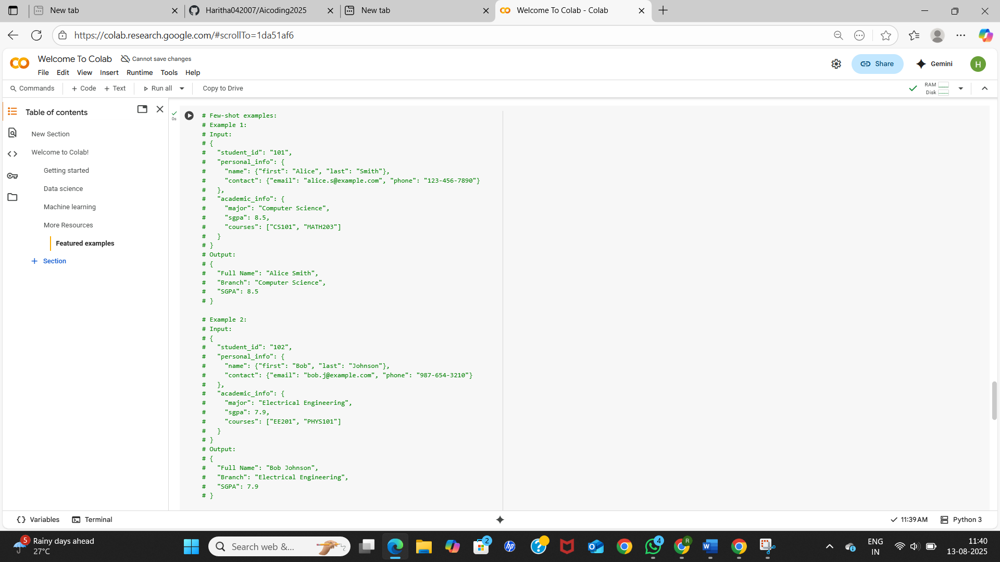 New tab
Haritha042007/Aicoding2025
New tab
Welcome To Colab - Colab
https://colab.research.google.com/#scrollTo=1da51af6
Welcome To Colab
Cannot save changes
File Edit View Insert Runtime Tools Help
Share
Gemini
H
Commands
+ Code
+ Text
Run all
Copy to Drive
RAM
Disk
Table of contents
New Section
Welcome to Colab!
Getting started
Data science
Machine learning
More Resources
Featured examples
+ Section
0s
# Few-shot examples:
# Example 1:
# Input:
# {
#   "student_id": "101",
#   "personal_info": {
#     "name": {"first": "Alice", "last": "Smith"},
#     "contact": {"email": "alice.s@example.com", "phone": "123-456-7890"}
#   },
#   "academic_info": {
#     "major": "Computer Science",
#     "sgpa": 8.5,
#     "courses": ["CS101", "MATH203"]
#   }
# }
# Output:
# {
#   "Full Name": "Alice Smith",
#   "Branch": "Computer Science",
#   "SGPA": 8.5
# }
# Example 2:
# Input:
# {
#   "student_id": "102",
#   "personal_info": {
#     "name": {"first": "Bob", "last": "Johnson"},
#     "contact": {"email": "bob.j@example.com", "phone": "987-654-3210"}
#   },
#   "academic_info": {
#     "major": "Electrical Engineering",
#     "sgpa": 7.9,
#     "courses": ["EE201", "PHYS101"]
#   }
# }
# Output:
# {
#   "Full Name": "Bob Johnson",
#   "Branch": "Electrical Engineering",
#   "SGPA": 7.9
# }
Variables
Terminal
11:39 AM
Python 3
5
Rainy days ahead
27°C
Search web &...
2
hp
?
4
R
W
ENG
IN
11:40
13-08-2025